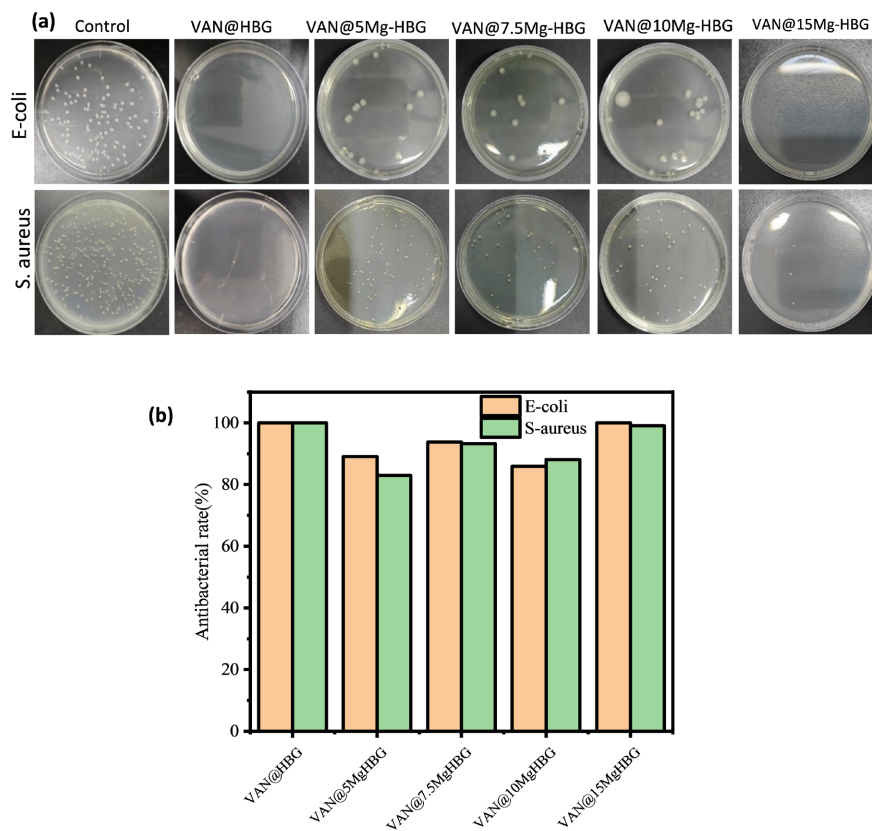 (a)
Control
VAN@HBG
VAN@5Mg-HBG
VAN@7.5Mg-HBG
VAN@10Mg-HBG
VAN@15Mg-HBG
E-coli
S. aureus
(b)
E-coli
S-aureus
Antibacterial rate(%)
100
80
60
40
20
0
VAN@HBG
VAN@5MgHBG
VAN@7.5MgHBG
VAN@10MgHBG
VAN@15MgHBG